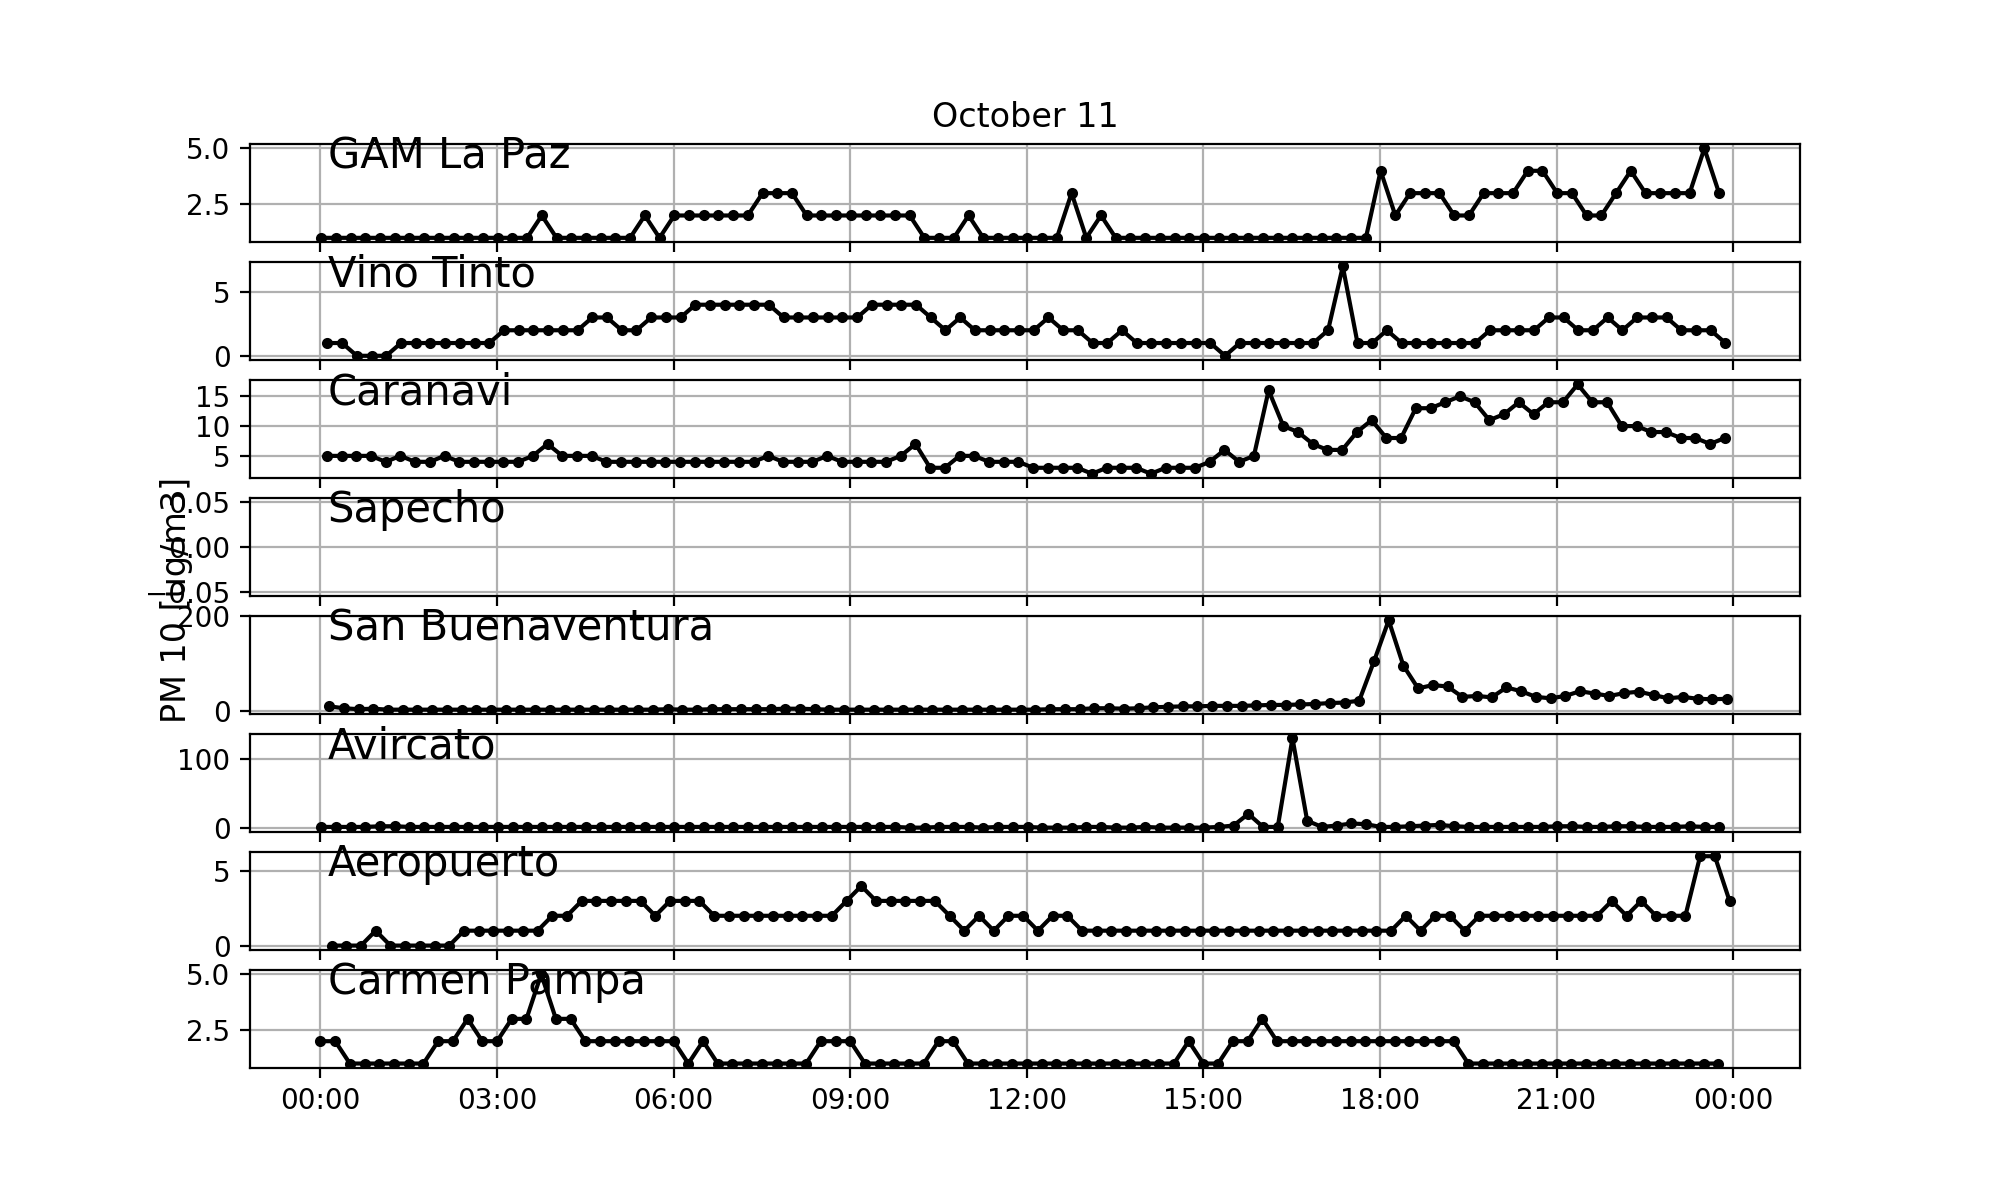 October 11
GAM La Paz
5.0
2.5
Vino Tinto
5
0
Caranavi
15
10
5
Sapecho
0.05
0.00
−0.05
PM 10 [ug/m3]
San Buenaventura
200
0
Avircato
100
0
Aeropuerto
5
0
Carmen Pampa
5.0
2.5
00:00 03:00 06:00 09:00 12:00 15:00 18:00 21:00 00:00